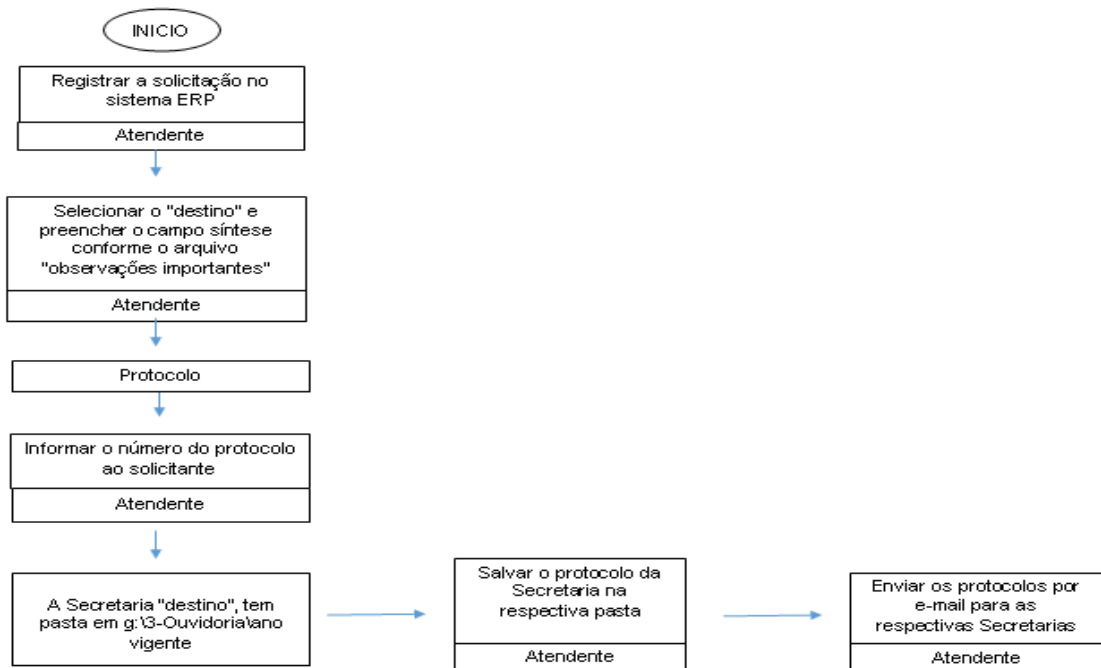 INICIO
Registrar a solicitação no
sistema ERP
Atendente
Selecionar o "destino" e
preencher o campo síntese
conforme o arquivo
"observações importantes"
Atendente
Protocolo
Informar o número do protocolo
ao solicitante
Atendente
A Secretaria "destino", tem
pasta em g:\3-Ouvidoria\ano
vigente
Salvar o protocolo da
Secretaria na
respectiva pasta
Atendente
Enviar os protocolos por
e-mail para as
respectivas Secretarias
Atendente